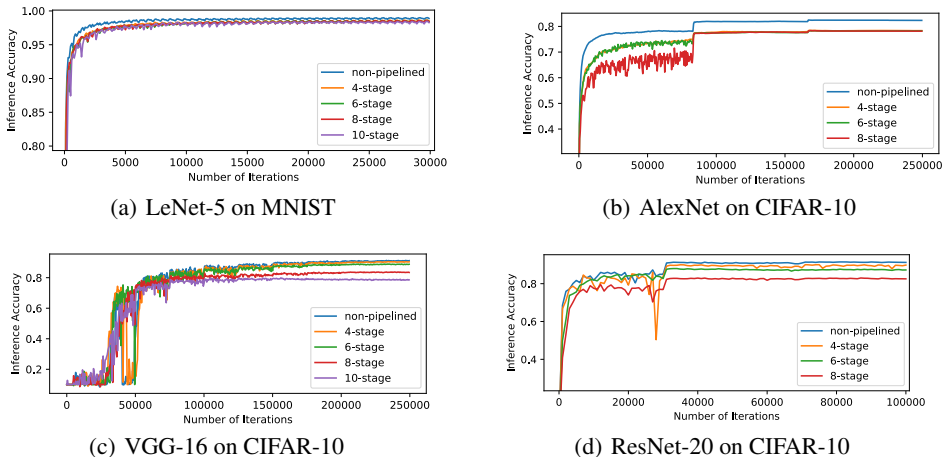 1.00
0.95
0.90
0.85
0.80
Inference Accuracy
non-pipelined
4-stage
6-stage
8-stage
10-stage
0 5000 10000 15000 20000 25000 30000
Number of Iterations
(a) LeNet-5 on MNIST
0.8
0.7
0.6
0.5
0.4
Inference Accuracy
non-pipelined
4-stage
6-stage
8-stage
0 50000 100000 150000 200000 250000
Number of Iterations
(b) AlexNet on CIFAR-10
0.8
0.6
0.4
0.2
Inference Accuracy
non-pipelined
4-stage
6-stage
8-stage
10-stage
0 50000 100000 150000 200000 250000
Number of Iterations
(c) VGG-16 on CIFAR-10
0.8
0.6
0.4
Inference Accuracy
non-pipelined
4-stage
6-stage
8-stage
0 20000 40000 60000 80000 100000
Number of Iterations
(d) ResNet-20 on CIFAR-10